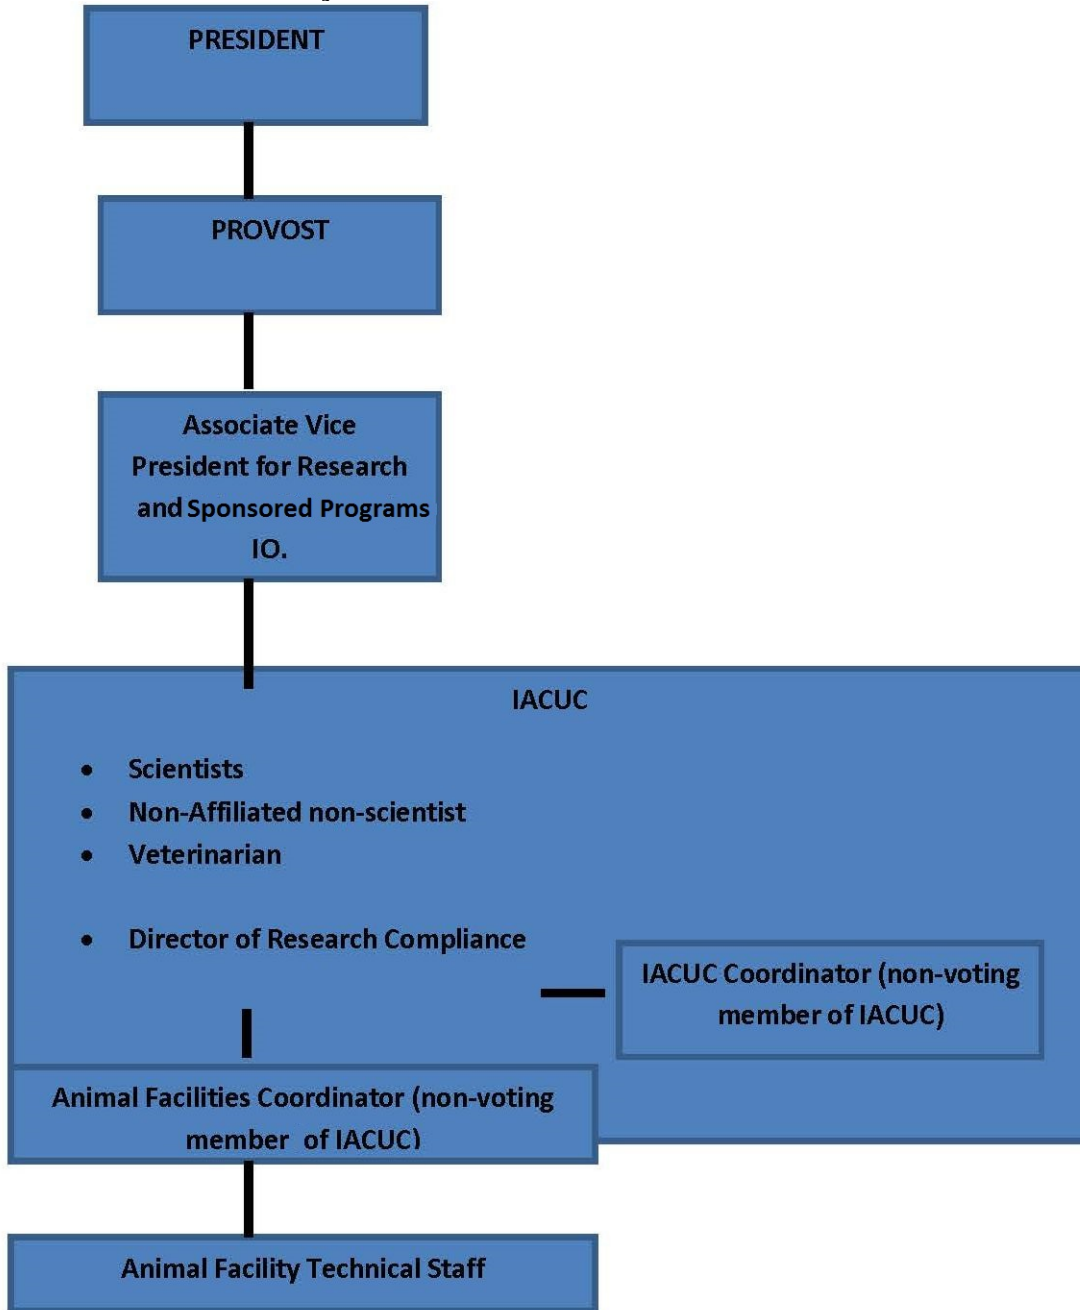 PRESIDENT
PROVOST
Associate Vice
President for Research
and Sponsored Programs
IO.
IACUC
• Scientists
• Non-Affiliated non-scientist
• Veterinarian
• Director of Research Compliance
IACUC Coordinator (non-voting
member of IACUC)
Animal Facilities Coordinator (non-voting
member of IACUC)
Animal Facility Technical Staff